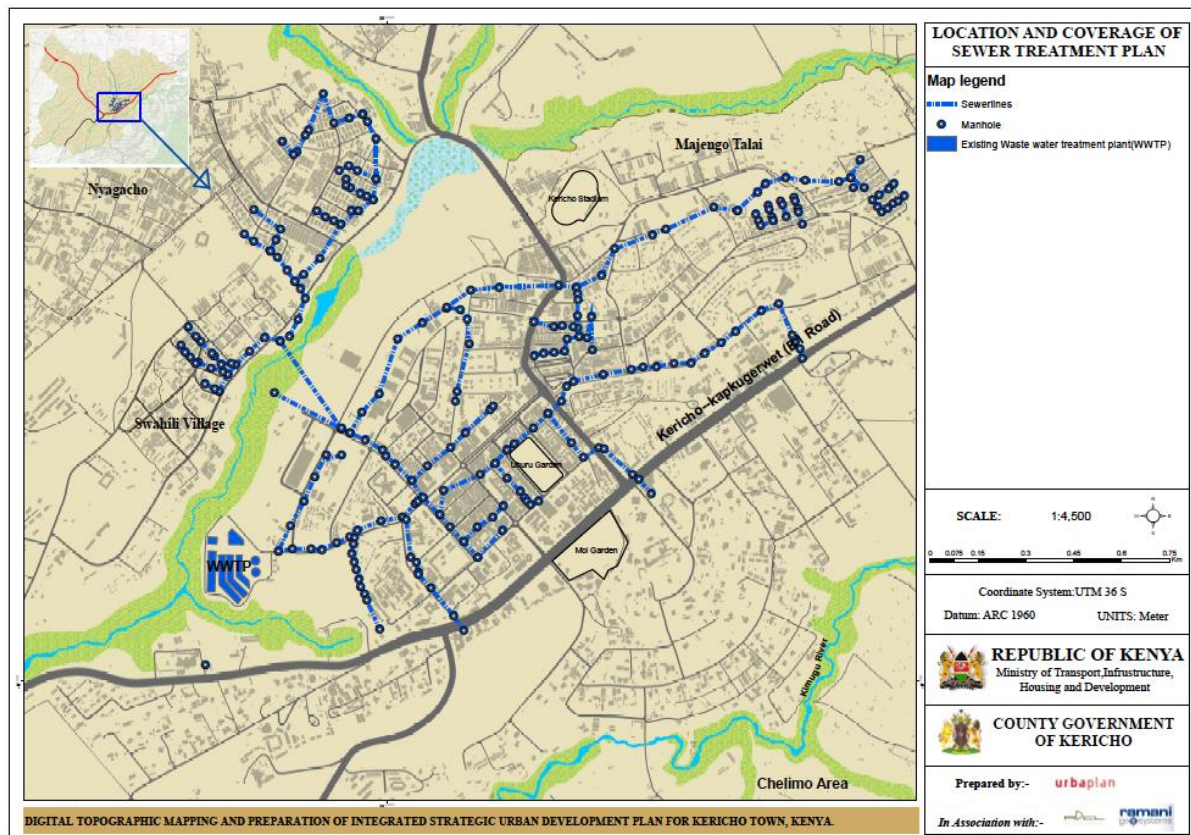 LOCATION AND COVERAGE OF
SEWER TREATMENT PLAN
Map legend
Sewerlines
Manhole
Existing Waste water treatment plant(WWTP)
Nyagacho
Majengo Talai
Kericho Stadium
Kericho--kapkugerwet (B1 Road)
Swahili Village
Uhuru Garden
WWTP
Moi Garden
Kimugu River
Chelimo Area
SCALE: 1:4,500
0 0.075 0.15 0.3 0.45 0.6 0.75
Km
Coordinate System:UTM 36 S
Datum: ARC 1960 UNITS: Meter
REPUBLIC OF KENYA
Ministry of Transport,Infrastructure,
Housing and Development
COUNTY GOVERNMENT
OF KERICHO
Prepared by:- urbaplan
In Association with:- ramani
geosystems
DIGITAL TOPOGRAPHIC MAPPING AND PREPARATION OF INTEGRATED STRATEGIC URBAN DEVELOPMENT PLAN FOR KERICHO TOWN, KENYA.